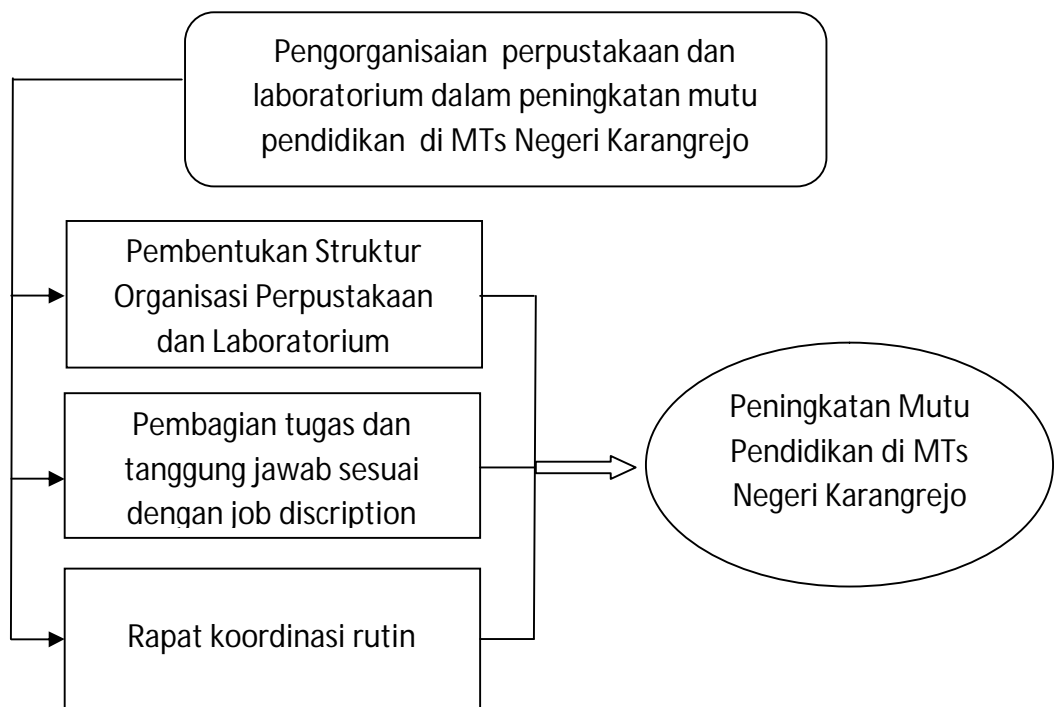 Pengorganisaian perpustakaan dan
laboratorium dalam peningkatan mutu
pendidikan di MTs Negeri Karangrejo
Pembentukan Struktur
Organisasi Perpustakaan
dan Laboratorium
Pembagian tugas dan
tanggung jawab sesuai
dengan job discription
Rapat koordinasi rutin
Peningkatan Mutu
Pendidikan di MTs
Negeri Karangrejo